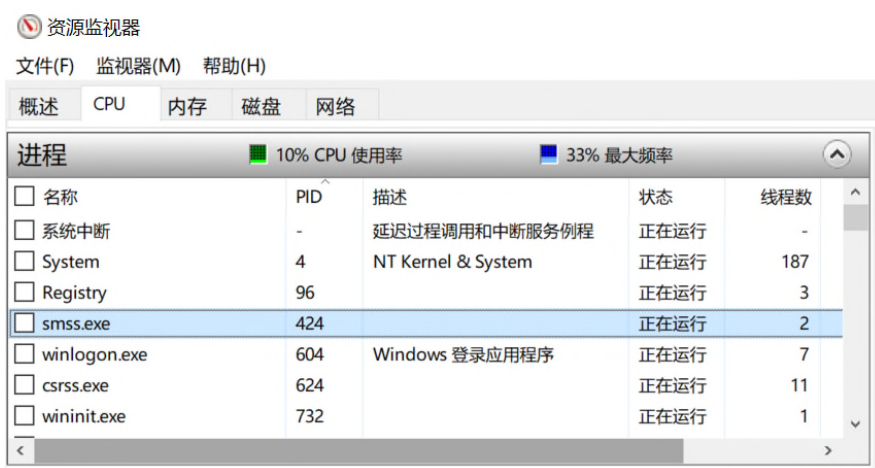 资源监视器
文件(F) 监视器(M) 帮助(H)
概述 CPU 内存 磁盘 网络
进程 10% CPU 使用率 33% 最大频率
名称 PID 描述 状态 线程数
系统中断 - 延迟过程调用和中断服务例程 正在运行 -
System 4 NT Kernel & System 正在运行 187
Registry 96 正在运行 3
smss.exe 424 正在运行 2
winlogon.exe 604 Windows 登录应用程序 正在运行 7
csrss.exe 624 正在运行 11
wininit.exe 732 正在运行 1